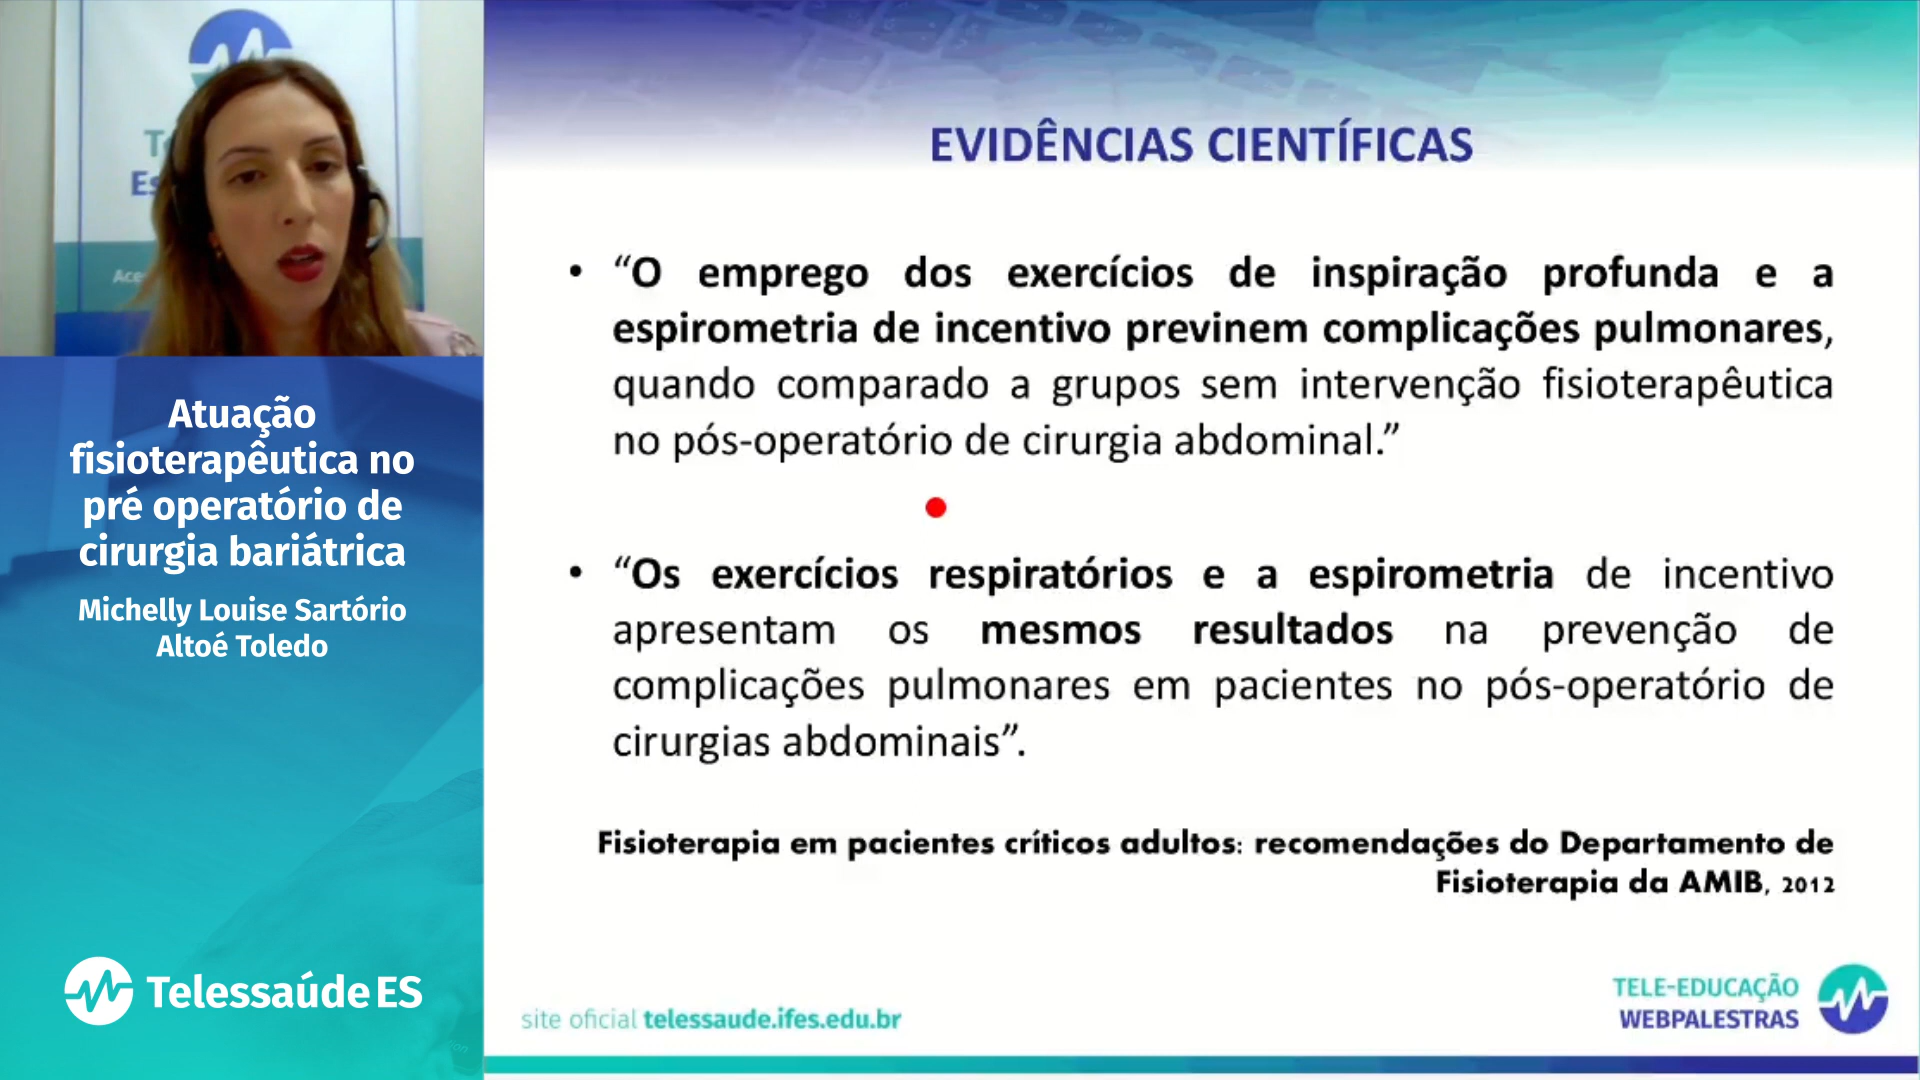 Atuação
fisioterapêutica no
pré operatório de
cirurgia bariátrica
Michelly Louise Sartório
Altoé Toledo
TelessaúdeES
EVIDÊNCIAS CIENTÍFICAS
• “O emprego dos exercícios de inspiração profunda e a
espirometria de incentivo previnem complicações pulmonares,
quando comparado a grupos sem intervenção fisioterapêutica
no pós-operatório de cirurgia abdominal.”
• “Os exercícios respiratórios e a espirometria de incentivo
apresentam os mesmos resultados na prevenção de
complicações pulmonares em pacientes no pós-operatório de
cirurgias abdominais”.
Fisioterapia em pacientes críticos adultos: recomendações do Departamento de
Fisioterapia da AMIB, 2012
site oficial telessaude.ifes.edu.br
TELE-EDUCAÇÃO
WEBPALESTRAS